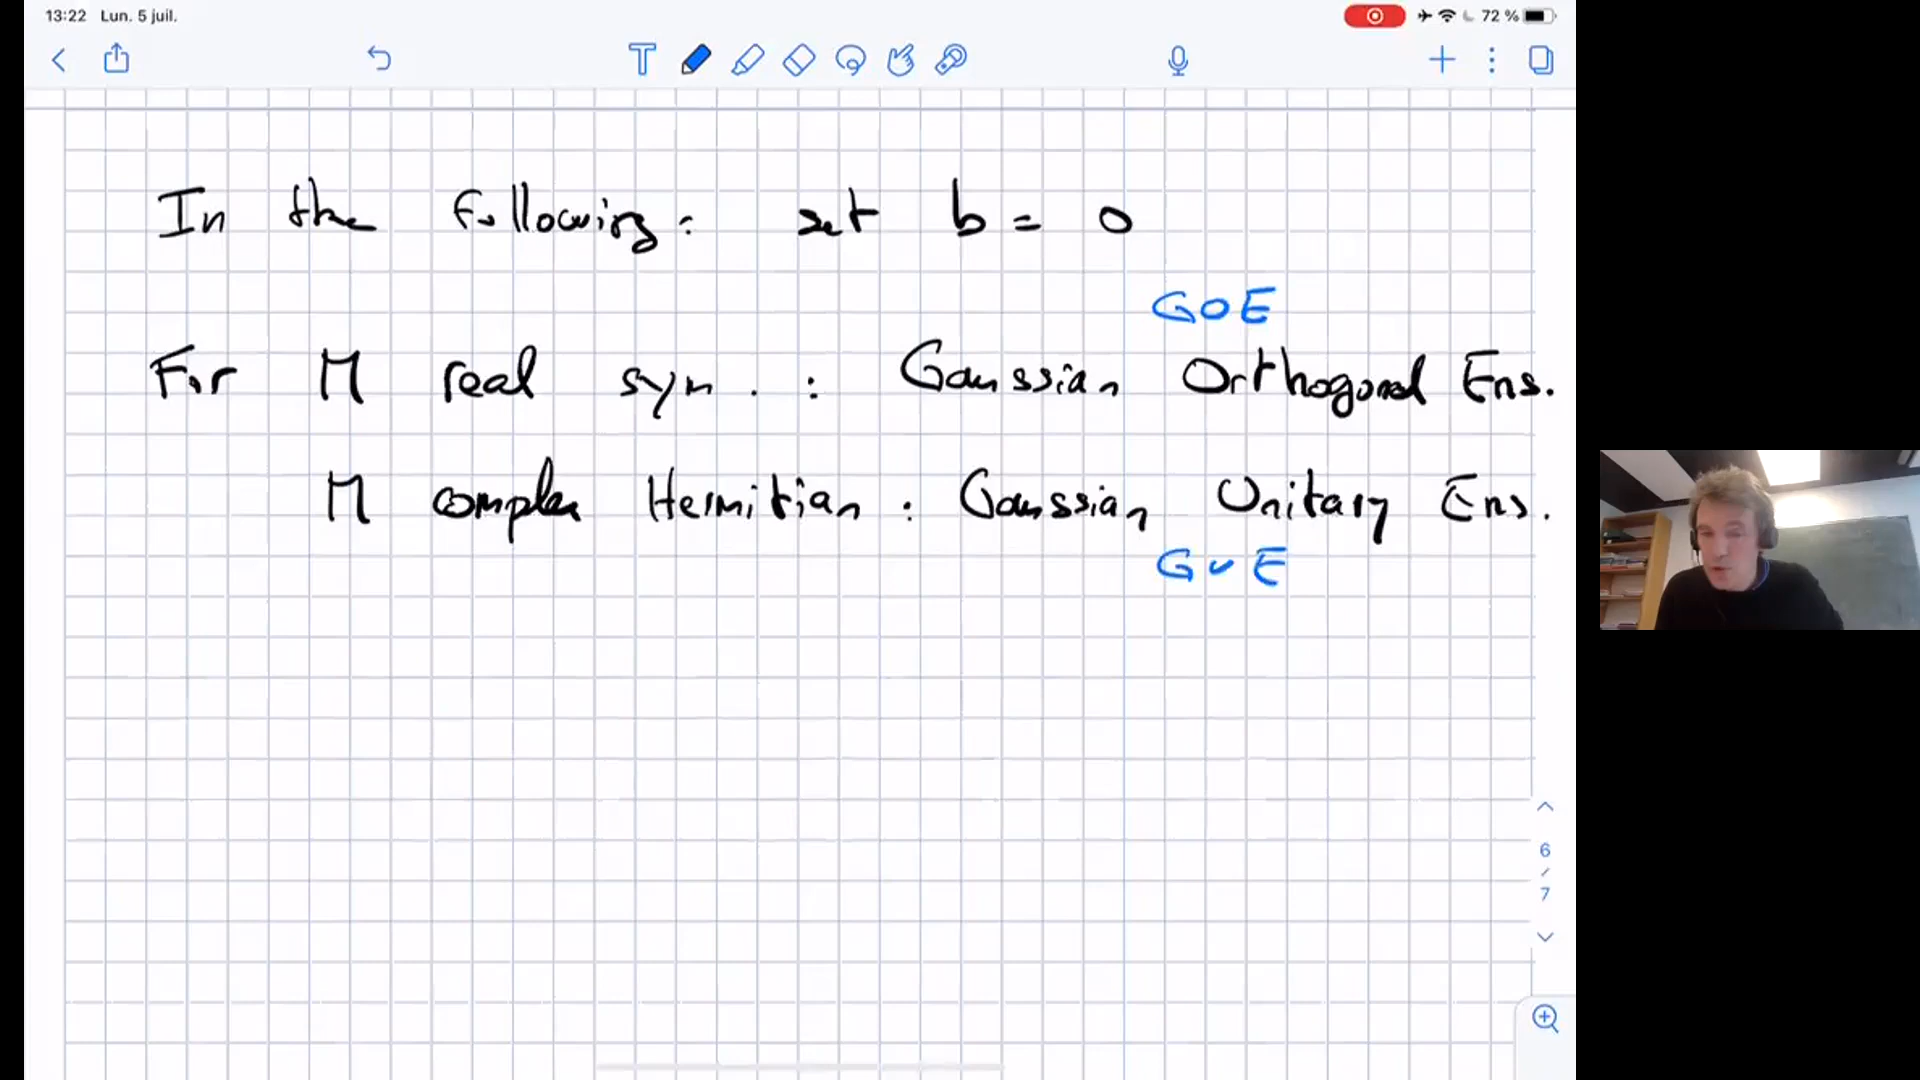 13:22 Lun. 5 juil.
72 %
In the following: set b = 0
GOE
For M real sym. : Gaussian Orthogonal Ens.
M complex Hermitian : Gaussian Unitary Ens.
GUE
6
/
7